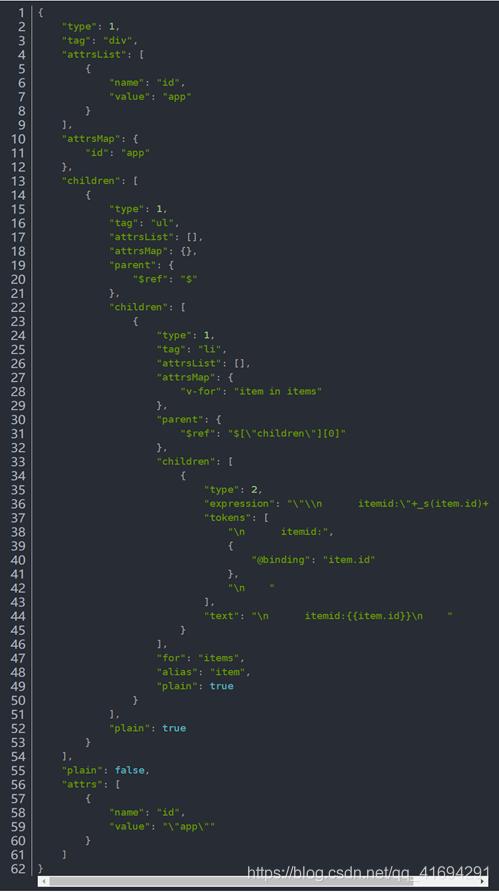 1 {
2     "type": 1,
3     "tag": "div",
4     "attrsList": [
5         {
6             "name": "id",
7             "value": "app"
8         }
9     ],
10     "attrsMap": {
11         "id": "app"
12     },
13     "children": [
14         {
15             "type": 1,
16             "tag": "ul",
17             "attrsList": [],
18             "attrsMap": {},
19             "parent": {
20                 "$ref": "$"
21             },
22             "children": [
23                 {
24                     "type": 1,
25                     "tag": "li",
26                     "attrsList": [],
27                     "attrsMap": {
28                         "v-for": "item in items"
29                     },
30                     "parent": {
31                         "$ref": "$[\"children\"][0]"
32                     },
33                     "children": [
34                         {
35                             "type": 2,
36                             "expression": "\"\\n      itemid:\"+_s(item.id)+
37                             "tokens": [
38                                 "\n      itemid:",
39                                 {
40                                     "@binding": "item.id"
41                                 },
42                                 "\n    "
43                             ],
44                             "text": "\n      itemid:{{item.id}}\n    "
45                         }
46                     ],
47                     "for": "items",
48                     "alias": "item",
49                     "plain": true
50                 }
51             ],
52             "plain": true
53         }
54     ],
55     "plain": false,
56     "attrs": [
57         {
58             "name": "id",
59             "value": "\"app\""
60         }
61     ]
62 }
https://blog.csdn.net/qq_41694291